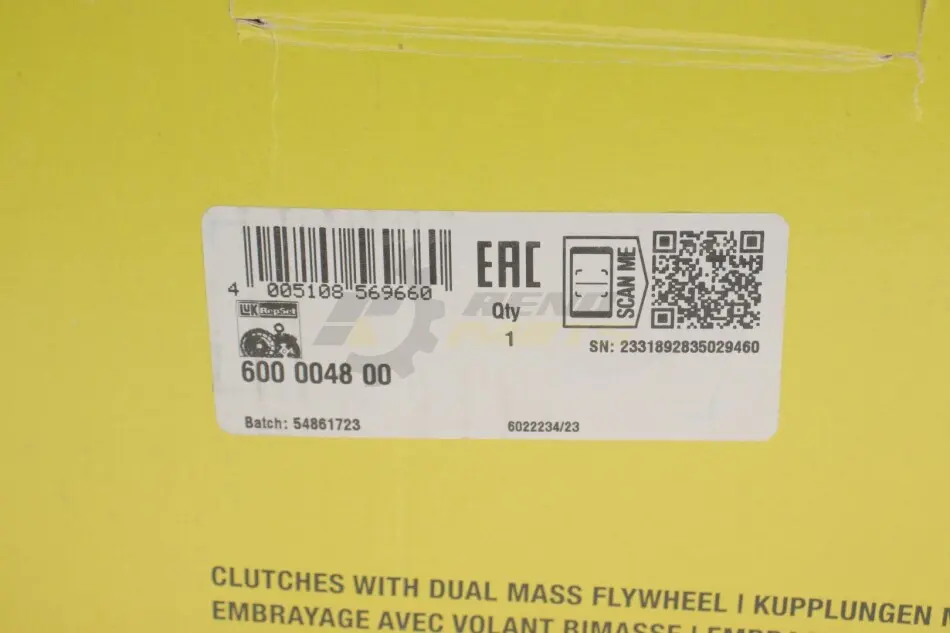 4 005108 569660
EAC
SCAN ME
Qty
1
SN: 2331892835029460
LuK RepSet
600 0048 00
Batch: 54861723
6022234/23
CLUTCHES WITH DUAL MASS FLYWHEEL | KUPPLUNGEN
EMBRAYAGE AVEC VOLANT BIMASSE |